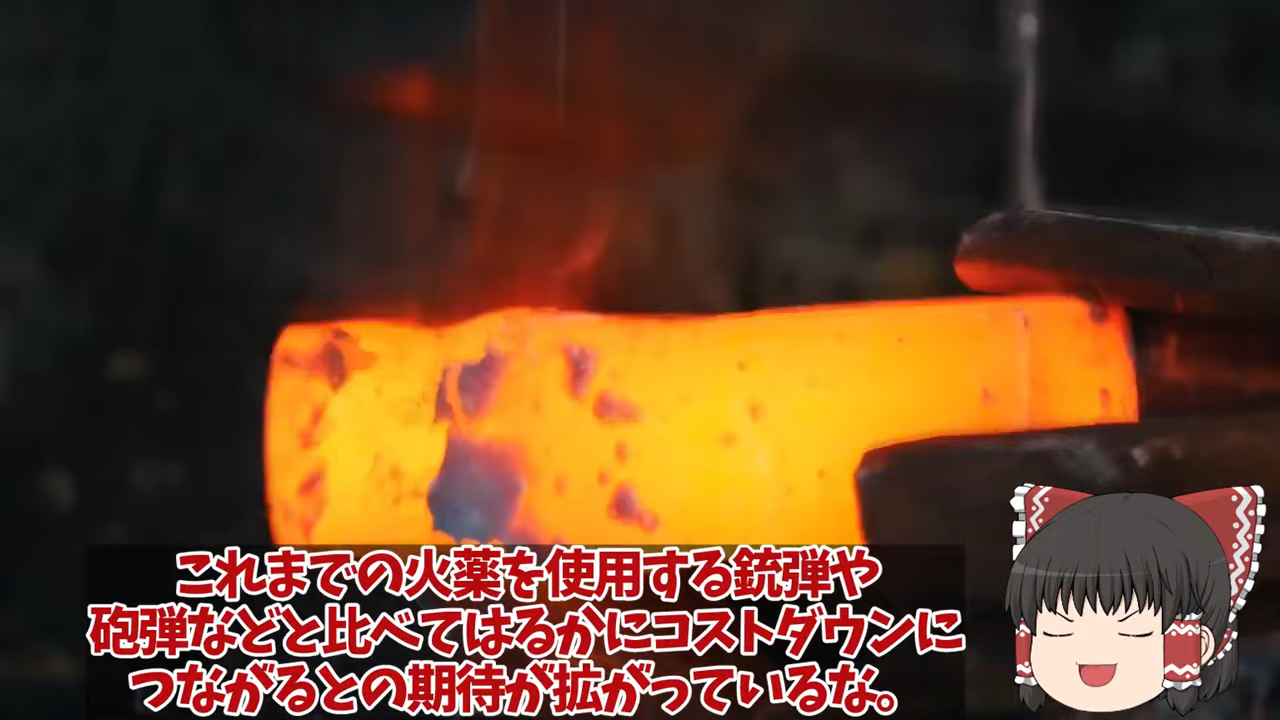 これまでの火薬を使用する銃弾や
砲弾などと比べてはるかにコストダウンに
つながるとの期待が拡がっているな。